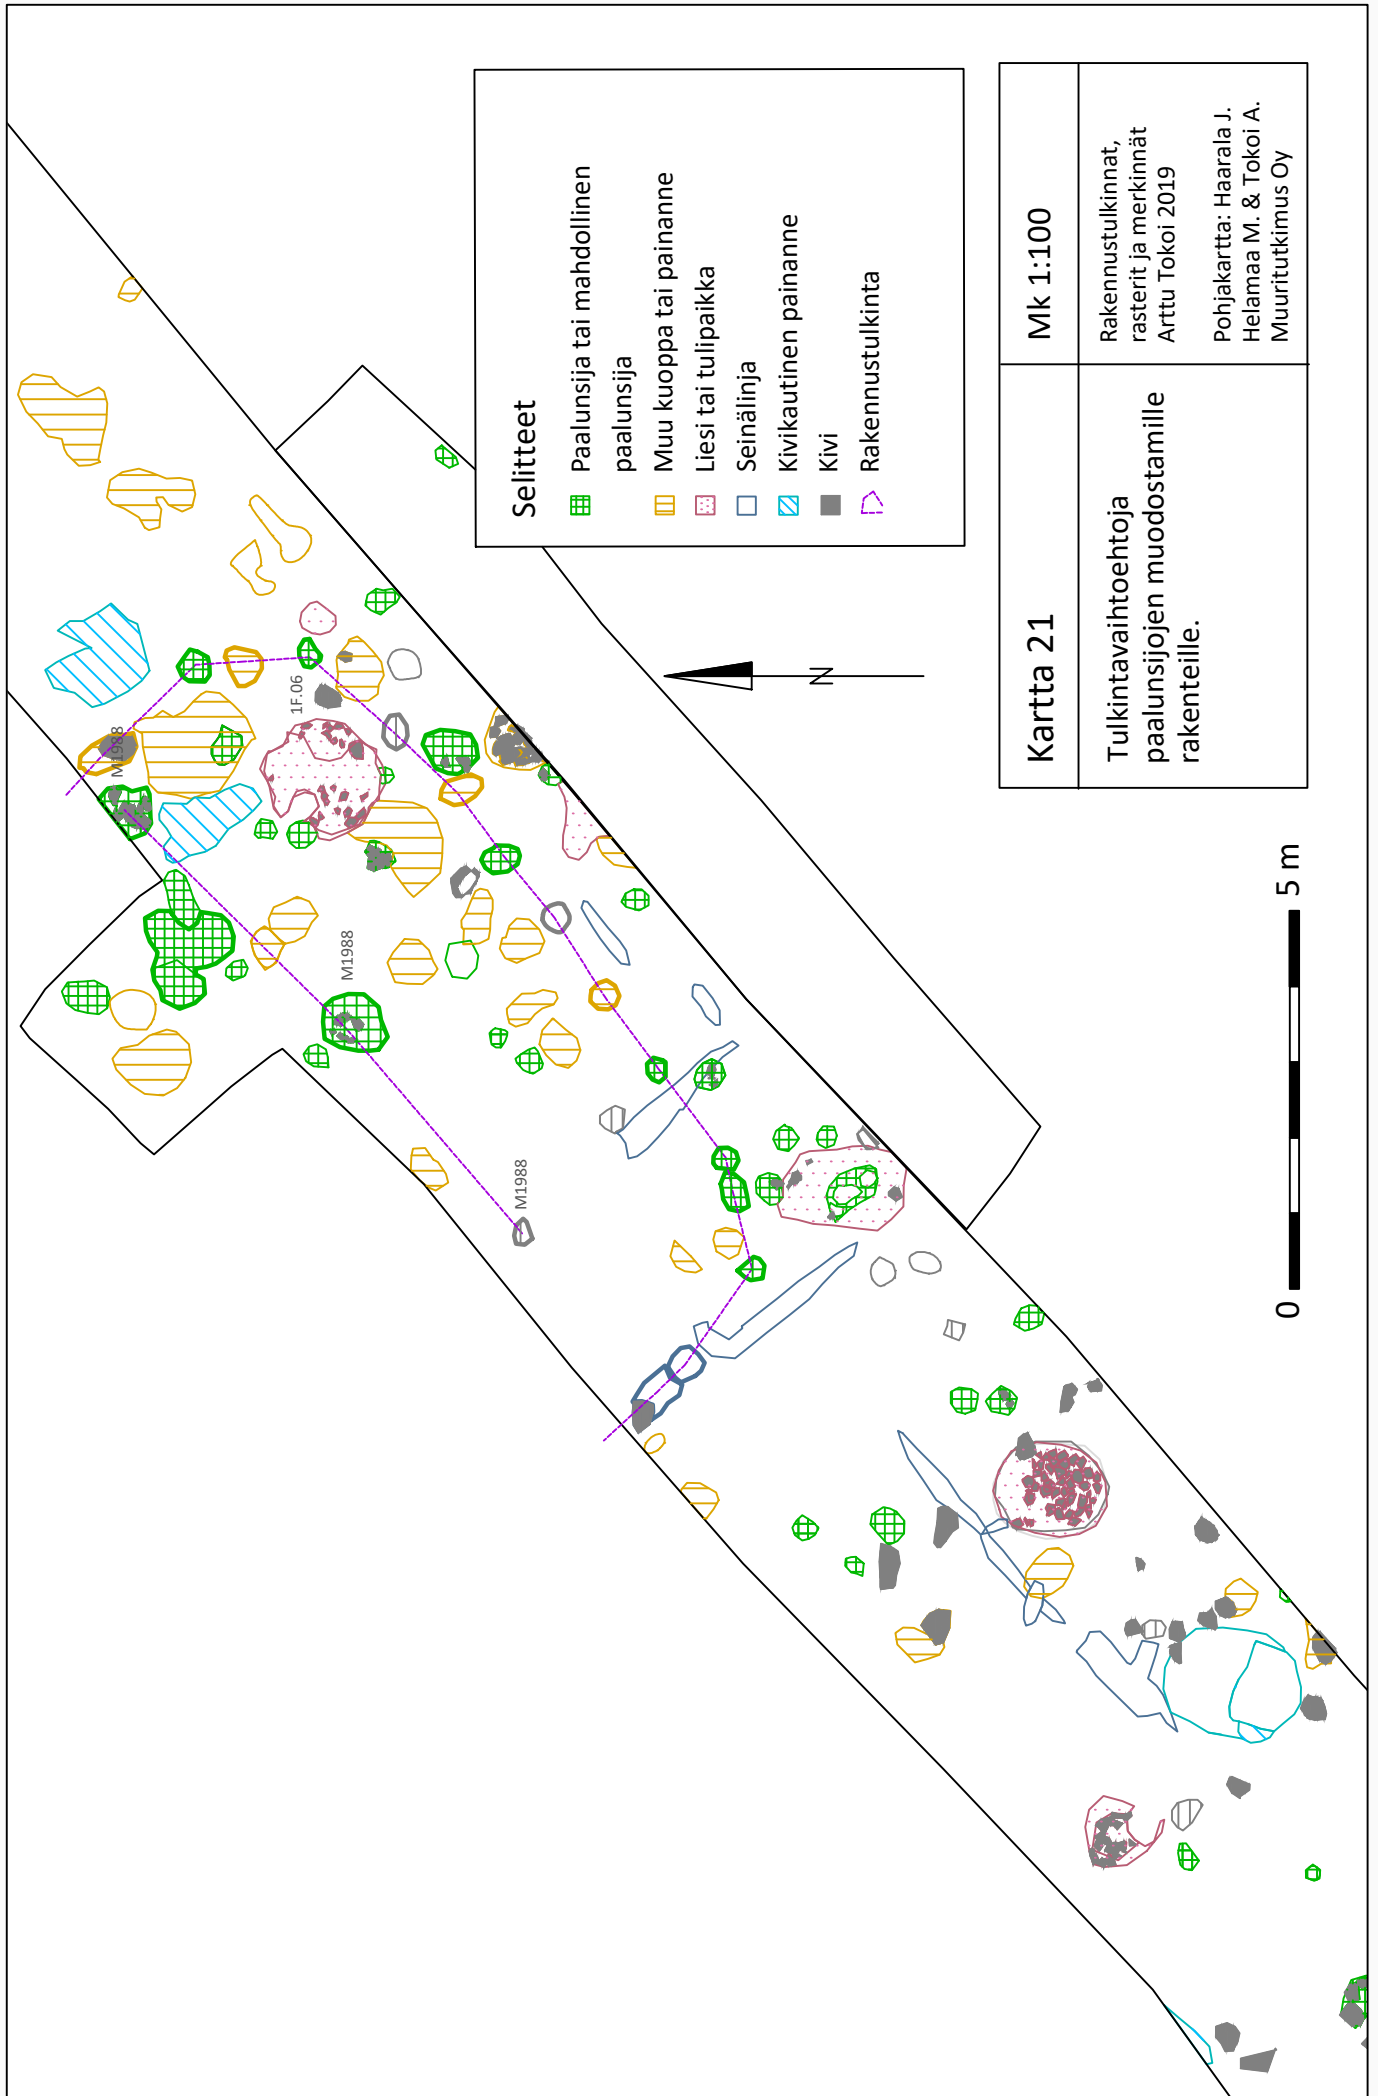 M1988
1F.06
M1988
M1988
Selitteet
Paalunsija tai mahdollinen
paalunsija
Muu kuoppa tai painanne
Liesi tai tulipaikka
Seinälinja
Kivikautinen painanne
Kivi
Rakennustulkinta
N
Kartta 21
Mk 1:100
Tulkintavaihtoehtoja
paalunsijojen muodostamille
rakenteille.
Rakennustulkinnat,
rasterit ja merkinnät
Arttu Tokoi 2019
Pohjakartta: Haarala J.
Helamaa M. & Tokoi A.
Muuritutkimus Oy
0
5 m